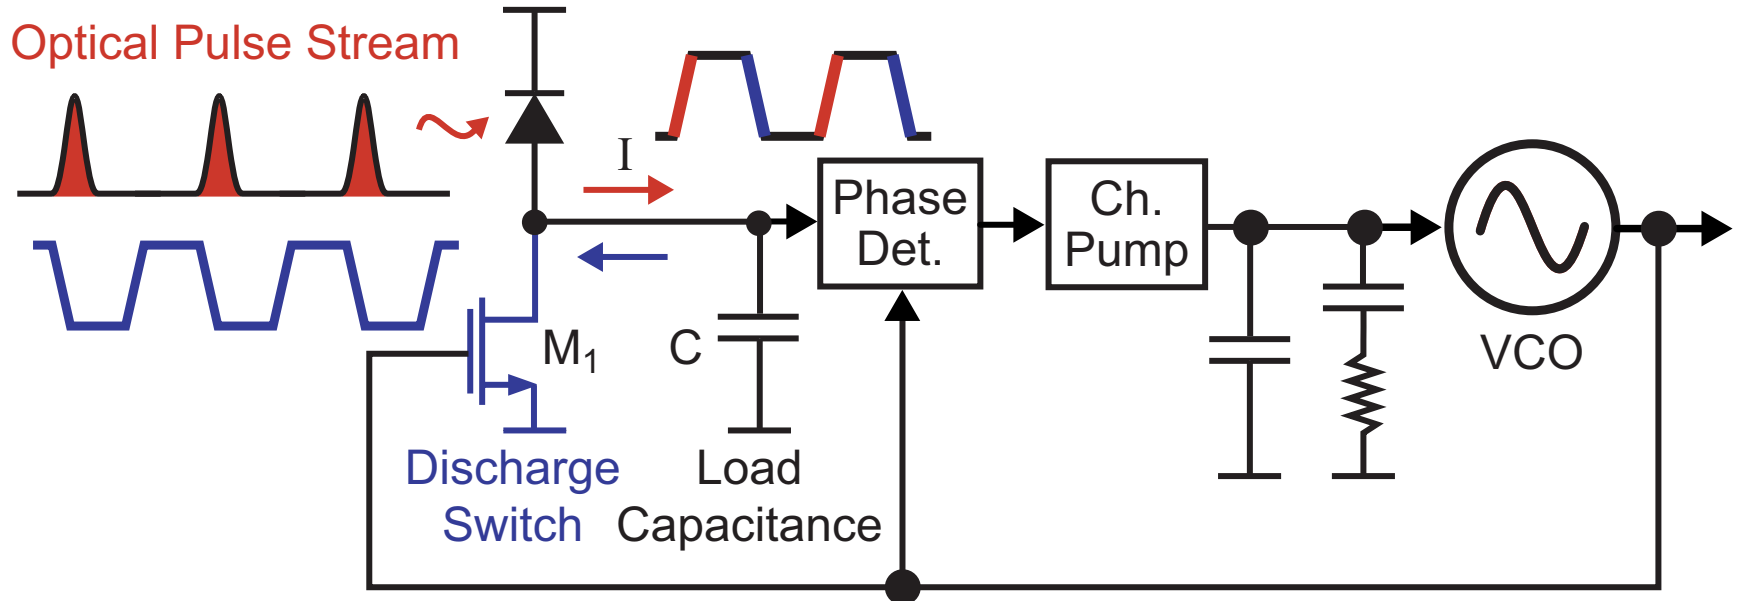 Optical Pulse Stream
I
Phase
Det.
Ch.
Pump
VCO
M₁
C
Discharge
Switch
Load
Capacitance